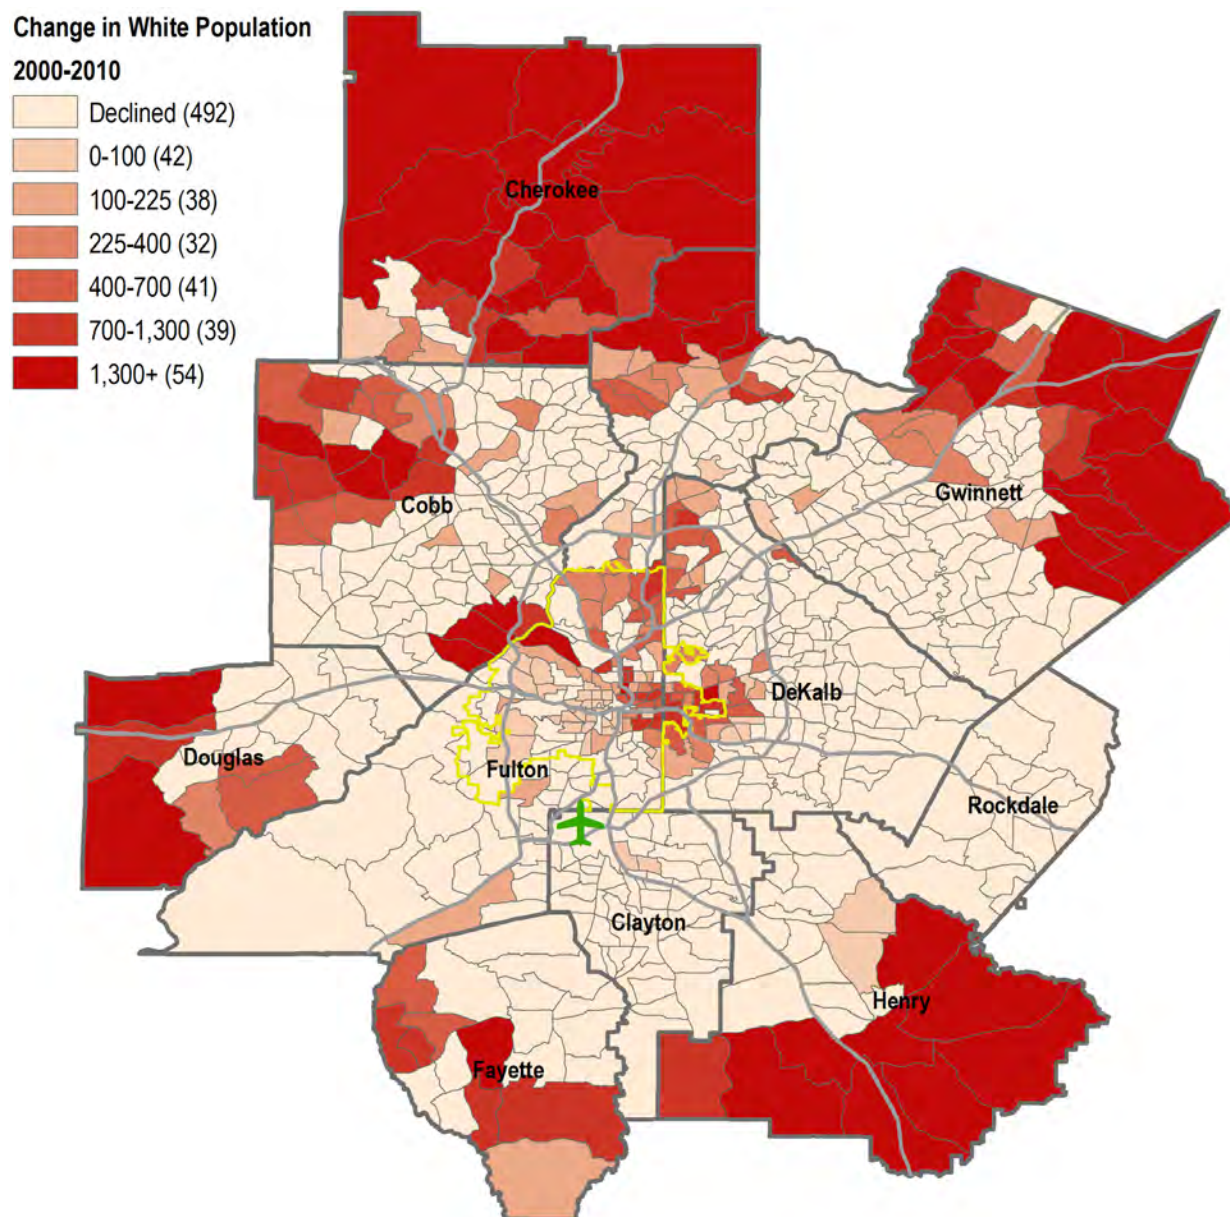 Change in White Population
2000-2010
Declined (492)
0-100 (42)
100-225 (38)
225-400 (32)
400-700 (41)
700-1,300 (39)
1,300+ (54)
Cherokee
Gwinnett
Cobb
DeKalb
Douglas
Fulton
Rockdale
Clayton
Henry
Fayette